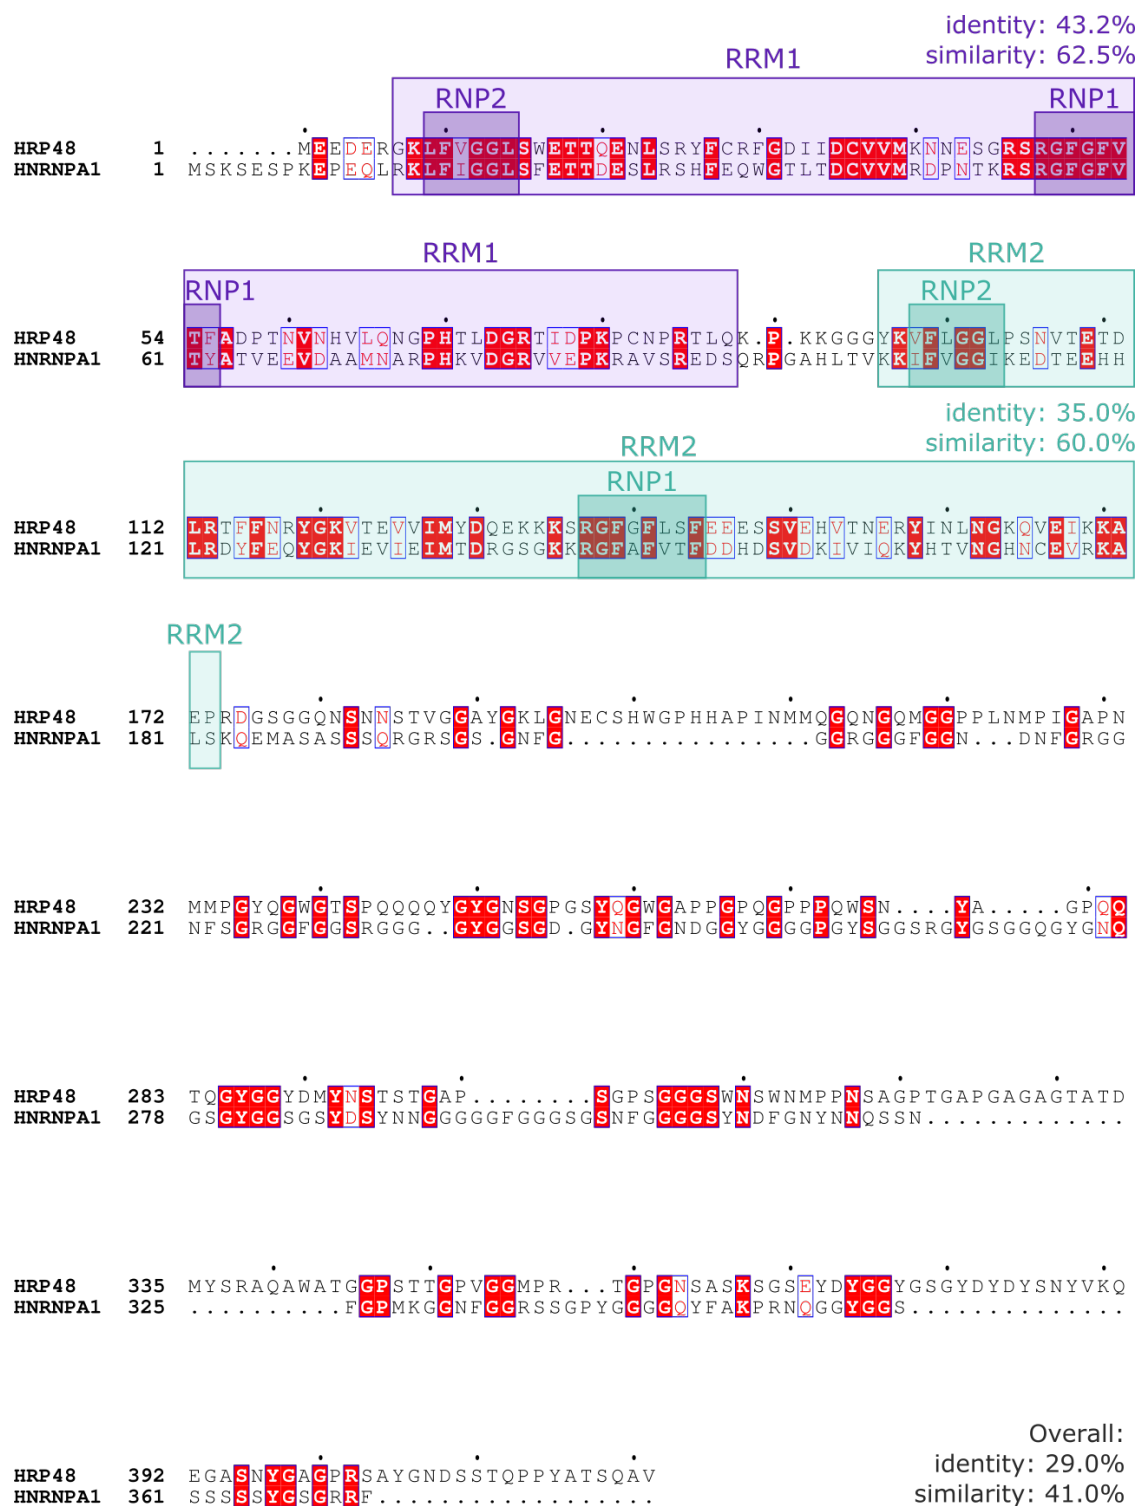 identity: 43.2%
similarity: 62.5%
RRM1
RNP2 RNP1
HRP48 1 .......MEEDERGKLFVGGLSWETTQENLSRYFCRFGDIIDCVVMKNNESGRSRGFGFV
HNRNPA1 1 MSKSESPKEPEQLRKLFIGGLSFETTDESLRSHFEQWGTLTDCVVMRDPNTKRSRGFGFV
RRM1 RRM2
RNP1 RNP2
HRP48 54 TFADPTNVNHVLQNGPHTLDGRTIDPKPCNPRTLQK.P.KKGGGYKVFLGGLPSNVTETD
HNRNPA1 61 TYATVEEVDAAMNARPHKVDGRVVEPKRAVSREDSQRPGAHLTVKKIFVGGIKEDTEEHH
identity: 35.0%
similarity: 60.0%
RRM2
RNP1
HRP48 112 LRTFFNRYGKVTEVVIMYDQEKKKSRGFGFLSFEEESSVEHVTNERYINLNGKQVEIKKA
HNRNPA1 121 LRDYFEQYGKIEVIEIMTDRGSGKKRGFAFVTFDDHDSVDKIVIQKYHTVNGHNCEVRKA
RRM2
HRP48 172 EPRDGSGGQNSNNSTVGGAYGKLGNECSHWGPHHAPINMMQGQNGQMGGPPLNMPIGAPN
HNRNPA1 181 LSKQEMASASSSQRGRSGS.GNFG................GGRGGGFGGN...DNFGRGG
HRP48 232 MMPGYQGWGTSPQQQQYGYGNSGPGSYQGWGAPPGPQGPPPQWSN....YA.....GPQQ
HNRNPA1 221 NFSGRGGFGGSRGGG..GYGGSGD.GYNGFGNDGGYGGGGPGYSGGSRGYGSGGQGYGNQ
HRP48 283 TQGYGGYDMYNSTSTGAP........SGPSGGGSWNSWNMPPNSAGPTGAPGAGAGTATD
HNRNPA1 278 GSGYGGSGSYDSYNNGGGGGFGGGSGSNFGGGGSYNDFGNYNNQSSN.............
HRP48 335 MYSRAQAWATGGPSTTGPVGGMPR...TGPGNSASKSGSEYDYGGYGSGYDYDYSNYVKQ
HNRNPA1 325 ..........FGPMKGGNFGGRSSGPYGGGGQYFAKPRNQGGYGGS..............
HRP48 392 EGASNYGAGPRSAYGNDSSTQPPYATSQAV
HNRNPA1 361 SSSSSYGSGRRF..................
Overall:
identity: 29.0%
similarity: 41.0%